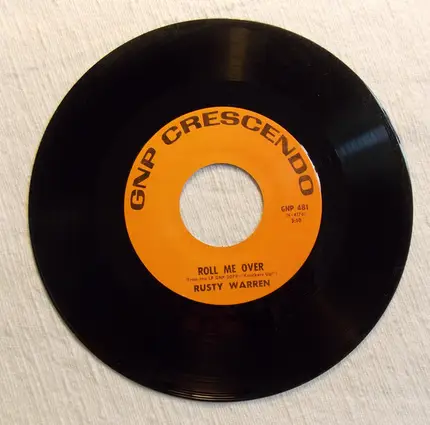 GNP CRESCENDO
GNP 481
ROLL ME OVER
RUSTY WARREN